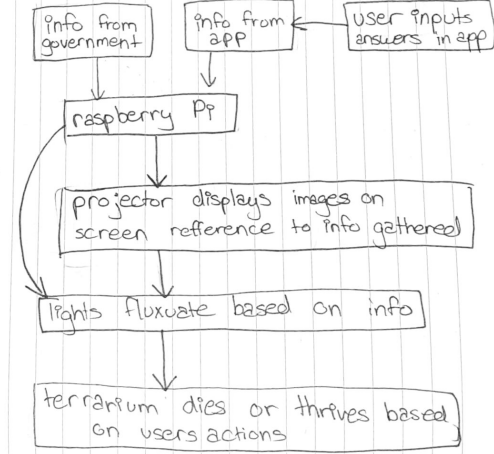 info from
government
info from
app
user inputs
answers in app
raspberry Pi
projector displays images on
screen refference to info gathered
lights fluxuate based on info
terrarium dies or thrives based
on users actions